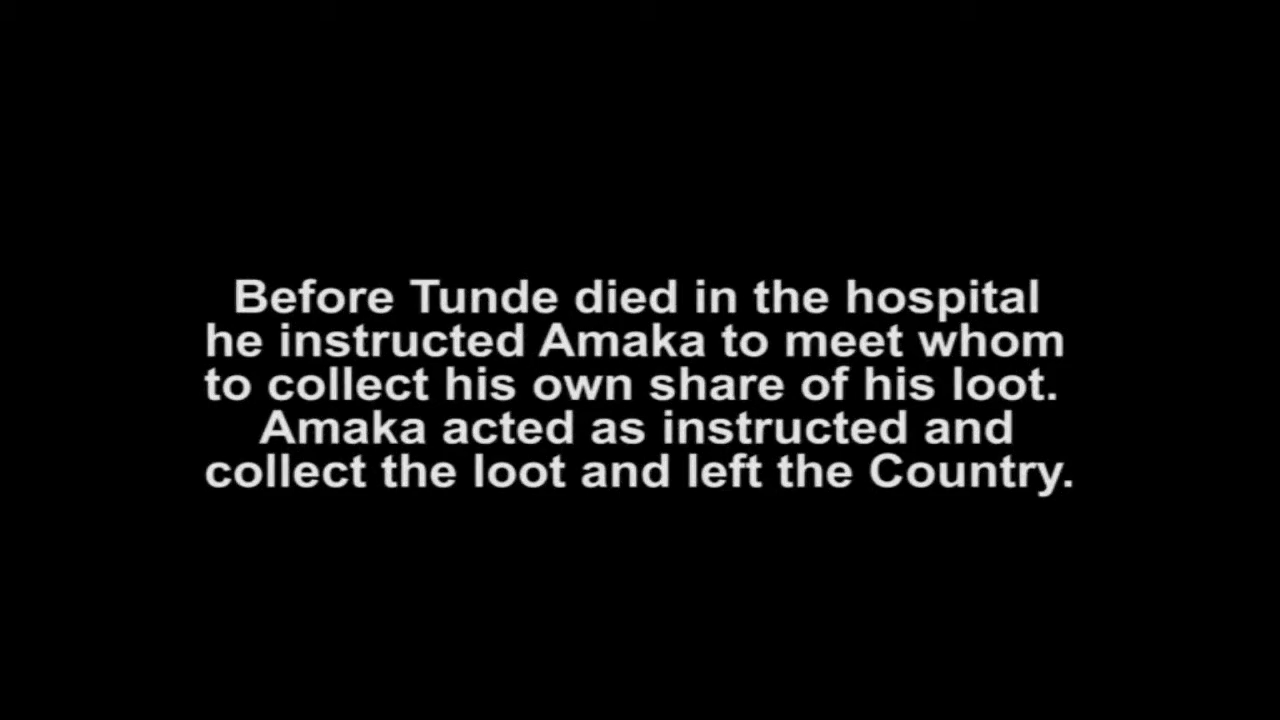 Before Tunde died in the hospital
he instructed Amaka to meet whom
to collect his own share of his loot.
Amaka acted as instructed and
collect the loot and left the Country.